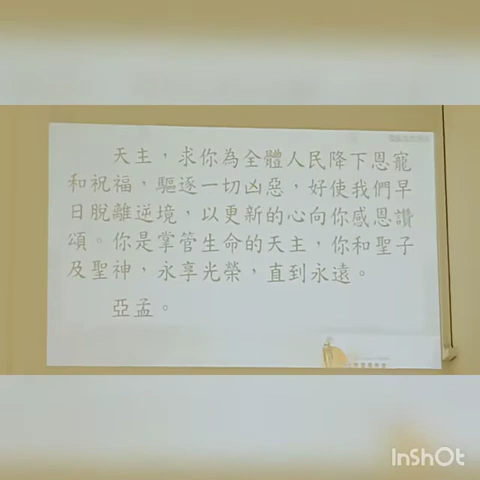 天主，求你為全體人民降下恩寵
和祝福，驅逐一切凶惡，好使我們早
日脫離逆境，以更新的心向你感恩讚
頌。你是掌管生命的天主，你和聖子
及聖神，永享光榮，直到永遠。
亞孟。
InShOt